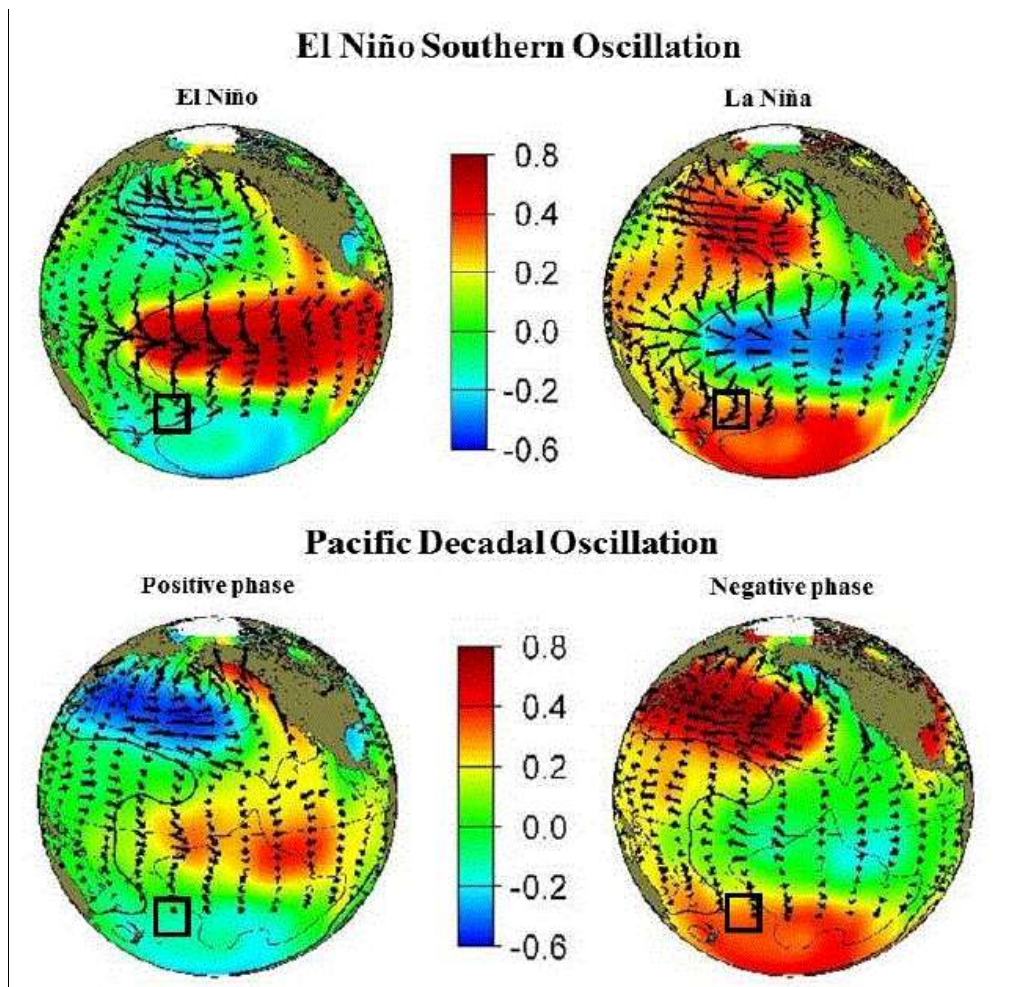 El Niño Southern Oscillation
El Niño
La Niña
0.8
0.4
0.2
0.0
-0.2
-0.6
Pacific Decadal Oscillation
Positive phase
Negative phase
0.8
0.4
0.2
0.0
-0.2
-0.6